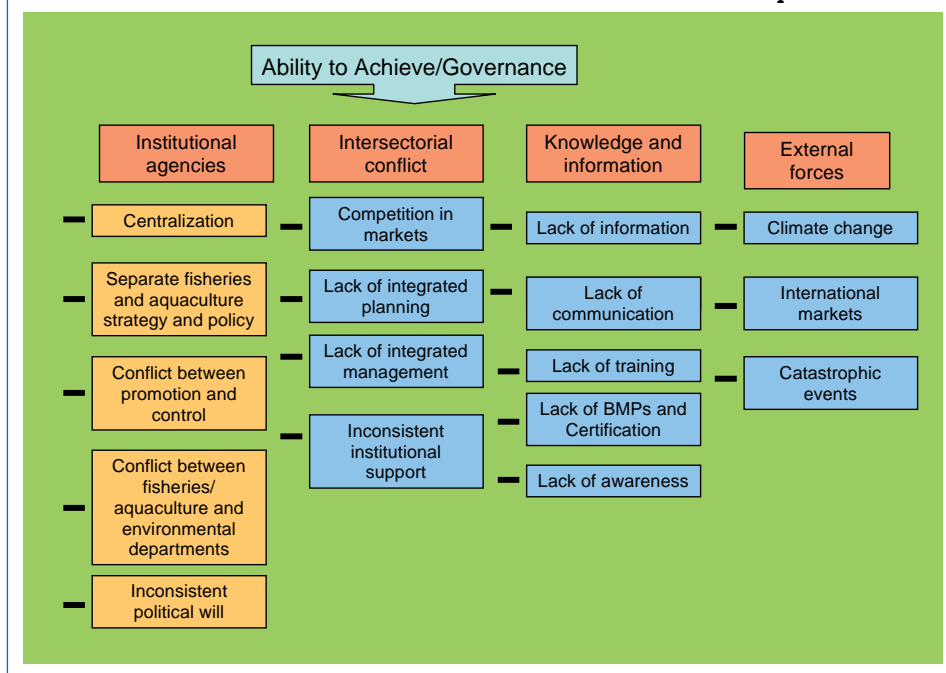 Ability to Achieve/Governance
Institutional
agencies
Centralization
Separate fisheries
and aquaculture
strategy and policy
Conflict between
promotion and
control
Conflict between
fisheries/
aquaculture and
environmental
departments
Inconsistent
political will
Intersectorial
conflict
Competition in
markets
Lack of integrated
planning
Lack of integrated
management
Inconsistent
institutional
support
Knowledge and
information
Lack of information
Lack of
communication
Lack of training
Lack of BMPs and
Certification
Lack of awareness
External
forces
Climate change
International
markets
Catastrophic
events